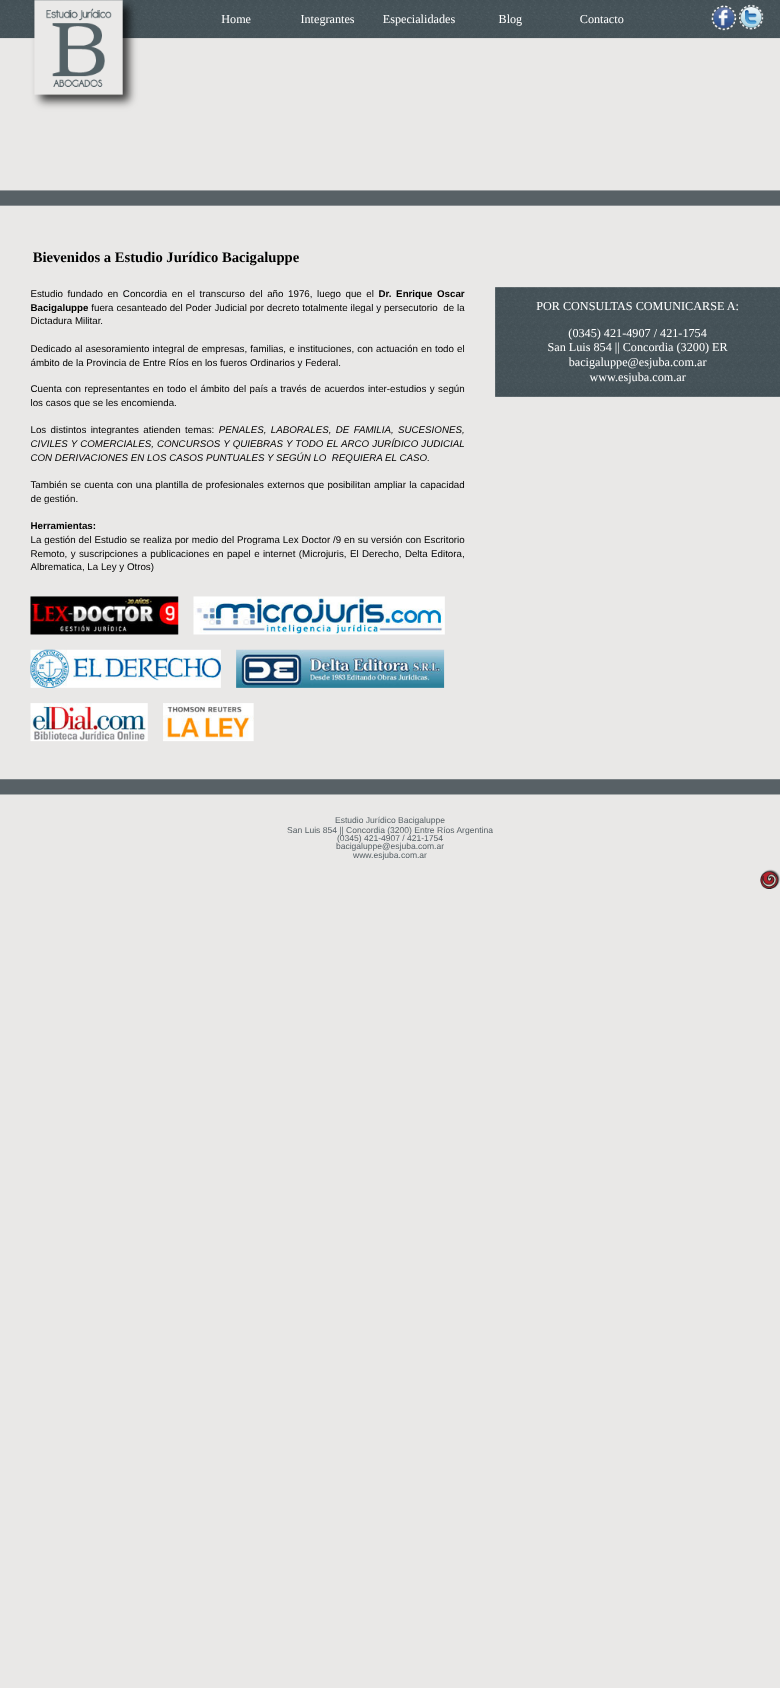 Estudio Jurídico
B
ABOGADOS
Home Integrantes Especialidades Blog Contacto
Bievenidos a Estudio Jurídico Bacigaluppe
Estudio fundado en Concordia en el transcurso del año 1976, luego que el Dr. Enrique Oscar
Bacigaluppe fuera cesanteado del Poder Judicial por decreto totalmente ilegal y persecutorio  de la
Dictadura Militar.
Dedicado al asesoramiento integral de empresas, familias, e instituciones, con actuación en todo el
ámbito de la Provincia de Entre Ríos en los fueros Ordinarios y Federal.
Cuenta con representantes en todo el ámbito del país a través de acuerdos inter-estudios y según
los casos que se les encomienda.
Los distintos integrantes atienden temas: PENALES, LABORALES, DE FAMILIA, SUCESIONES,
CIVILES Y COMERCIALES, CONCURSOS Y QUIEBRAS Y TODO EL ARCO JURÍDICO JUDICIAL
CON DERIVACIONES EN LOS CASOS PUNTUALES Y SEGÚN LO  REQUIERA EL CASO.
También se cuenta con una plantilla de profesionales externos que posibilitan ampliar la capacidad
de gestión.
Herramientas:
La gestión del Estudio se realiza por medio del Programa Lex Doctor /9 en su versión con Escritorio
Remoto, y suscripciones a publicaciones en papel e internet (Microjuris, El Derecho, Delta Editora,
Albrematica, La Ley y Otros)
POR CONSULTAS COMUNICARSE A:
(0345) 421-4907 / 421-1754
San Luis 854 || Concordia (3200) ER
bacigaluppe@esjuba.com.ar
www.esjuba.com.ar
LEX-DOCTOR 9
GESTIÓN JURÍDICA
microjuris.com
inteligencia jurídica
EL DERECHO
DE Delta Editora S.R.L.
Desde 1983 Editando Obras Jurídicas.
elDial.com
Biblioteca Jurídica Online
THOMSON REUTERS
LA LEY
Estudio Jurídico Bacigaluppe
San Luis 854 || Concordia (3200) Entre Ríos Argentina
(0345) 421-4907 / 421-1754
bacigaluppe@esjuba.com.ar
www.esjuba.com.ar